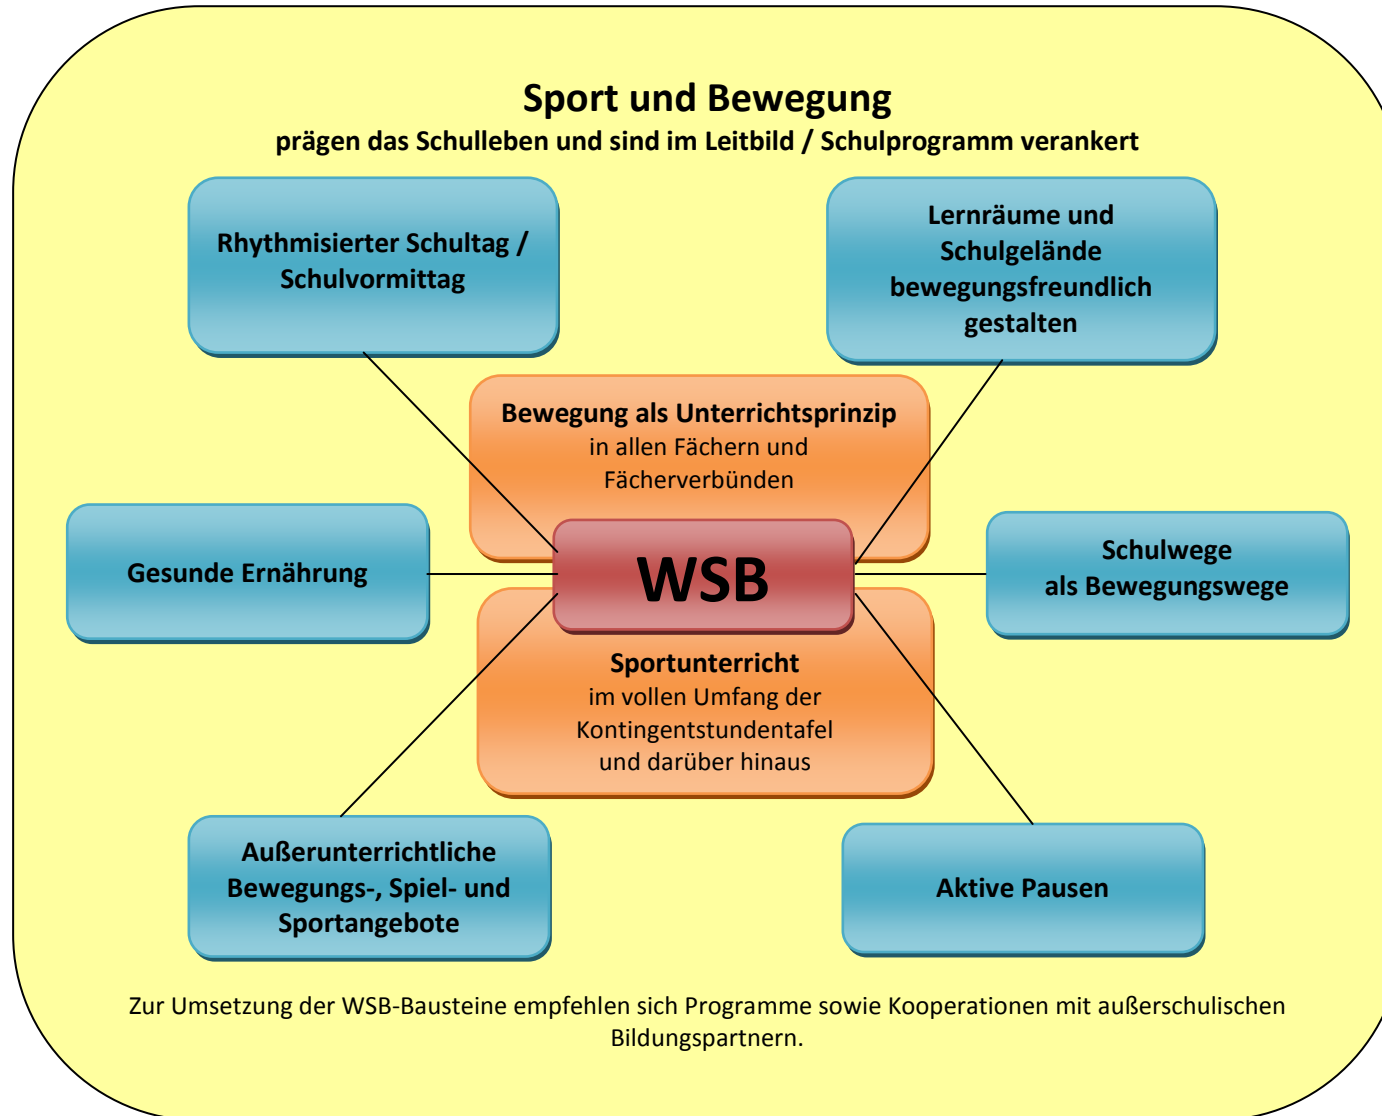 Sport und Bewegung
prägen das Schulleben und sind im Leitbild / Schulprogramm verankert
Rhythmisierter Schultag /
Schulvormittag
Lernräume und
Schulgelände
bewegungsfreundlich
gestalten
Bewegung als Unterrichtsprinzip
in allen Fächern und
Fächerverbünden
Gesunde Ernährung
WSB
Schulwege
als Bewegungswege
Sportunterricht
im vollen Umfang der
Kontingentstundentafel
und darüber hinaus
Außerunterrichtliche
Bewegungs-, Spiel- und
Sportangebote
Aktive Pausen
Zur Umsetzung der WSB-Bausteine empfehlen sich Programme sowie Kooperationen mit außerschulischen
Bildungspartnern.